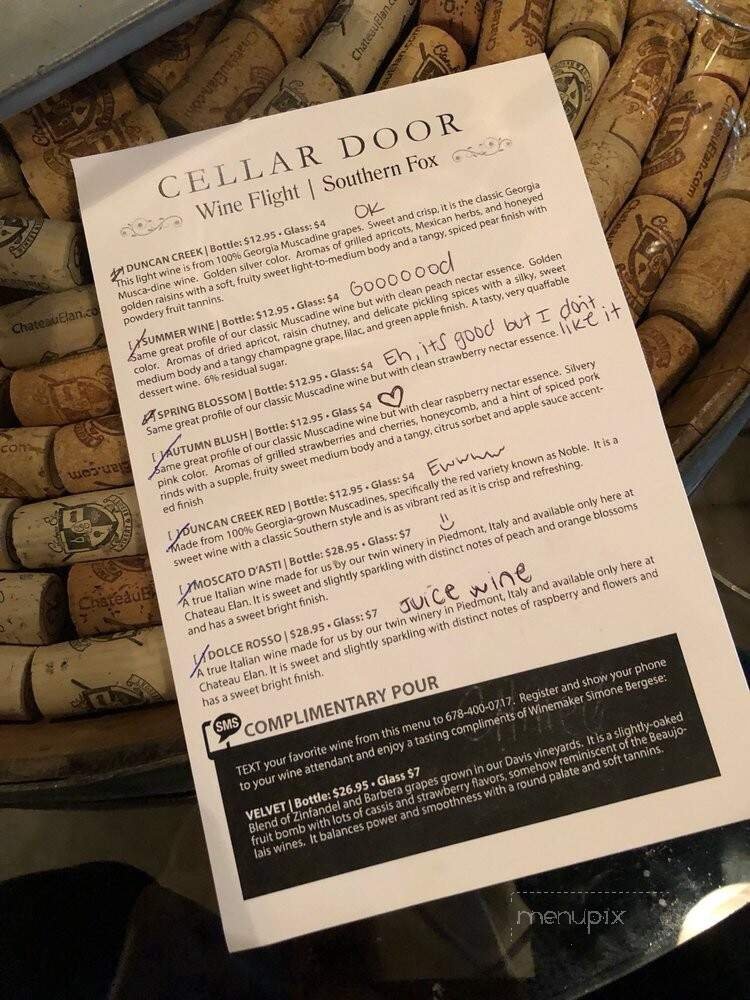 CELLAR DOOR
Wine Flight | Southern Fox
[ ] DUNCAN CREEK | Bottle: $12.95 • Glass: $4 OK
This light wine is from 100% Georgia Muscadine grapes. Sweet and crisp, it is the classic Georgia
Musca-dine wine. Golden silver color. Aromas of grilled apricots, Mexican herbs, and honeyed
golden raisins with a soft, fruity sweet light-to-medium body and a tangy, spiced pear finish with
powdery fruit tannins.
[ ] SUMMER WINE | Bottle: $12.95 • Glass: $4 Gooooood
Same great profile of our classic Muscadine wine but with clean peach nectar essence. Golden
color. Aromas of dried apricot, raisin chutney, and delicate pickling spices with a silky, sweet
medium body and a tangy champagne grape, lilac, and green apple finish. A tasty, very quaffable
dessert wine. 6% residual sugar.
[ ] SPRING BLOSSOM | Bottle: $12.95 • Glass: $4 Eh, its good but I don't like it
Same great profile of our classic Muscadine wine but with clean strawberry nectar essence.
[ ] AUTUMN BLUSH | Bottle: $12.95 • Glass $4 ♡
Same great profile of our classic Muscadine wine but with clear raspberry nectar essence. Silvery
pink color. Aromas of grilled strawberries and cherries, honeycomb, and a hint of spiced pork
rinds with a supple, fruity sweet medium body and a tangy, citrus sorbet and apple sauce accent-
ed finish
[ ] DUNCAN CREEK RED | Bottle: $12.95 • Glass: $4 Ewwww
Made from 100% Georgia-grown Muscadines, specifically the red variety known as Noble. It is a
sweet wine with a classic Southern style and is as vibrant red as it is crisp and refreshing.
[ ] MOSCATO D'ASTI | Bottle: $28.95 • Glass: $7
A true Italian wine made for us by our twin winery in Piedmont, Italy and available only here at
Chateau Elan. It is sweet and slightly sparkling with distinct notes of peach and orange blossoms
and has a sweet bright finish.
[ ] DOLCE ROSSO | $28.95 • Glass: $7 Juice wine
A true Italian wine made for us by our twin winery in Piedmont, Italy and available only here at
Chateau Elan. It is sweet and slightly sparkling with distinct notes of raspberry and flowers and
has a sweet bright finish.
SMS COMPLIMENTARY POUR
TEXT your favorite wine from this menu to 678-400-0717. Register and show your phone
to your wine attendant and enjoy a tasting compliments of Winemaker Simone Bergese:
VELVET | Bottle: $26.95 • Glass $7
Blend of Zinfandel and Barbera grapes grown in our Davis vineyards. It is a slightly-oaked
fruit bomb with lots of cassis and strawberry flavors, somehow reminiscent of the Beaujo-
lais wines. It balances power and smoothness with a round palate and soft tannins.
menupix